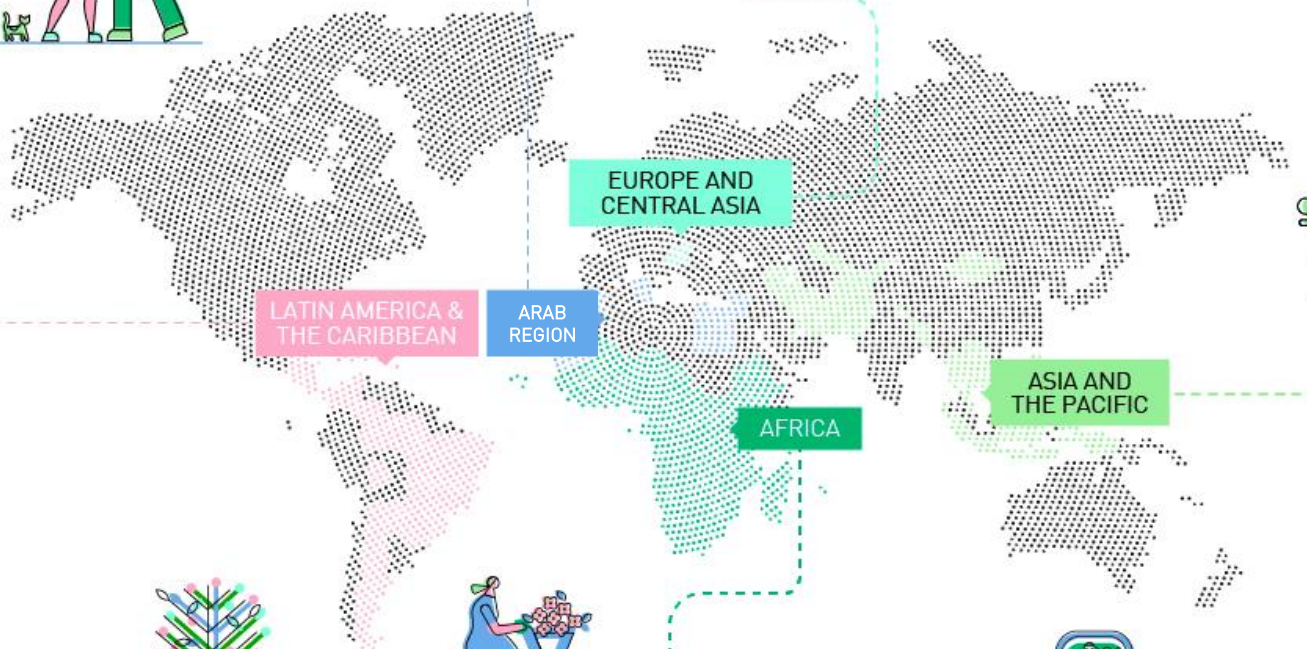 EUROPE AND
CENTRAL ASIA
LATIN AMERICA &
THE CARIBBEAN
ARAB
REGION
ASIA AND
THE PACIFIC
AFRICA